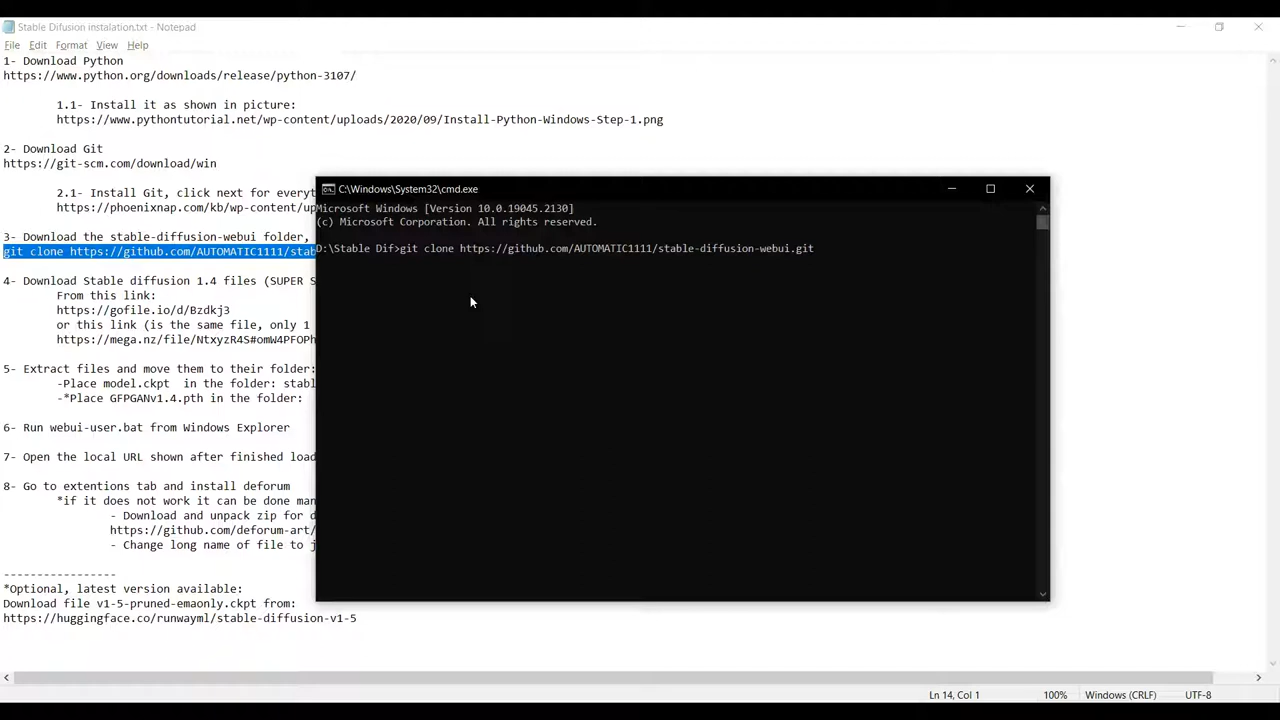 Stable Difusion instalation.txt - Notepad
File Edit Format View Help
1- Download Python
https://www.python.org/downloads/release/python-3107/
1.1- Install it as shown in picture:
https://www.pythontutorial.net/wp-content/uploads/2020/09/Install-Python-Windows-Step-1.png
2- Download Git
https://git-scm.com/download/win
2.1- Install Git, click next for everyt
https://phoenixnap.com/kb/wp-content/up
3- Download the stable-diffusion-webui folder,
git clone https://github.com/AUTOMATIC1111/stab
4- Download Stable diffusion 1.4 files (SUPER S
From this link:
https://gofile.io/d/Bzdkj3
or this link (is the same file, only 1
https://mega.nz/file/NtxyzR4S#omW4PFOPh
5- Extract files and move them to their folder:
-Place model.ckpt  in the folder: stab
-*Place GFPGANv1.4.pth in the folder:
6- Run webui-user.bat from Windows Explorer
7- Open the local URL shown after finished load
8- Go to extentions tab and install deforum
*if it does not work it can be done man
- Download and unpack zip for d
https://github.com/deforum-art/
- Change long name of file to j
----------------
*Optional, latest version available:
Download file v1-5-pruned-emaonly.ckpt from:
https://huggingface.co/runwayml/stable-diffusion-v1-5
C:\Windows\System32\cmd.exe
Microsoft Windows [Version 10.0.19045.2130]
(c) Microsoft Corporation. All rights reserved.
D:\Stable Dif>git clone https://github.com/AUTOMATIC1111/stable-diffusion-webui.git
Ln 14, Col 1 100% Windows (CRLF) UTF-8